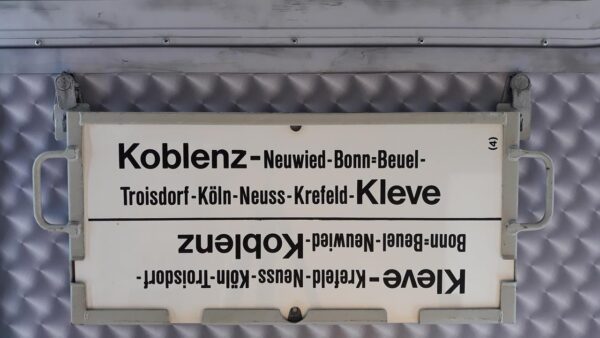 Koblenz-Neuwied-Bonn=Beuel-
Troisdorf-Köln-Neuss-Krefeld-Kleve
(4)
Kleve-Krefeld-Neuss-Köln-Troisdorf-
Bonn=Beuel-Neuwied-Koblenz